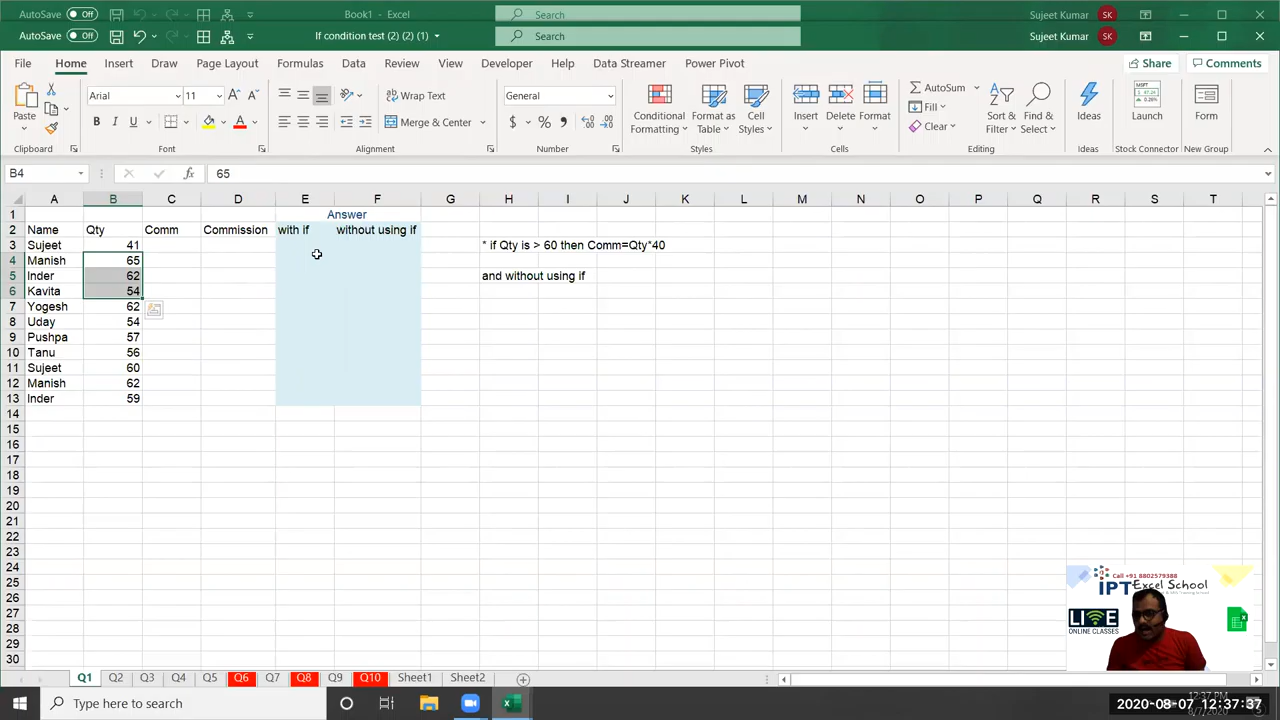 AutoSave Off Book1 - Excel Search Sujeet Kumar SK
AutoSave Off If condition test (2) (2) (1) Search Sujeet Kumar SK
File Home Insert Draw Page Layout Formulas Data Review View Developer Help Data Streamer Power Pivot Share Comments
Paste Arial 11 A A Wrap Text General Conditional Formatting Format as Table Cell Styles Insert Delete Format AutoSum Fill Clear Sort & Filter Find & Select Ideas Launch Form
B I U A Merge & Center $ % ,
Clipboard Font Alignment Number Styles Cells Editing Ideas Stock Connector New Group
B4 fx 65
A B C D E F G H I J K L M N O P Q R S T
1 Answer
2 Name Qty Comm Commission with if without using if
3 Sujeet 41 * if Qty is > 60 then Comm=Qty*40
4 Manish 65
5 Inder 62 and without using if
6 Kavita 54
7 Yogesh 62
8 Uday 54
9 Pushpa 57
10 Tanu 56
11 Sujeet 60
12 Manish 62
13 Inder 59
14
15
16
17
18
19
20
21
22
23
24
25
26
27
28
29
30
Call +91 8802579388
IPT Excel School
LIVE
ONLINE CLASSES
Q1 Q2 Q3 Q4 Q5 Q6 Q7 Q8 Q9 Q10 Sheet1 Sheet2
Type here to search
2020-08-07 12:37:37